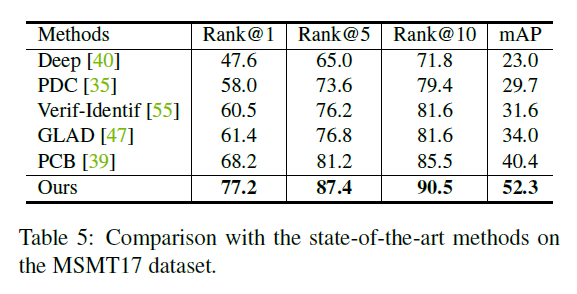 Methods Rank@1 Rank@5 Rank@10 mAP
Deep [40] 47.6 65.0 71.8 23.0
PDC [35] 58.0 73.6 79.4 29.7
Verif-Identif [55] 60.5 76.2 81.6 31.6
GLAD [47] 61.4 76.8 81.6 34.0
PCB [39] 68.2 81.2 85.5 40.4
Ours 77.2 87.4 90.5 52.3
Table 5: Comparison with the state-of-the-art methods on
the MSMT17 dataset.